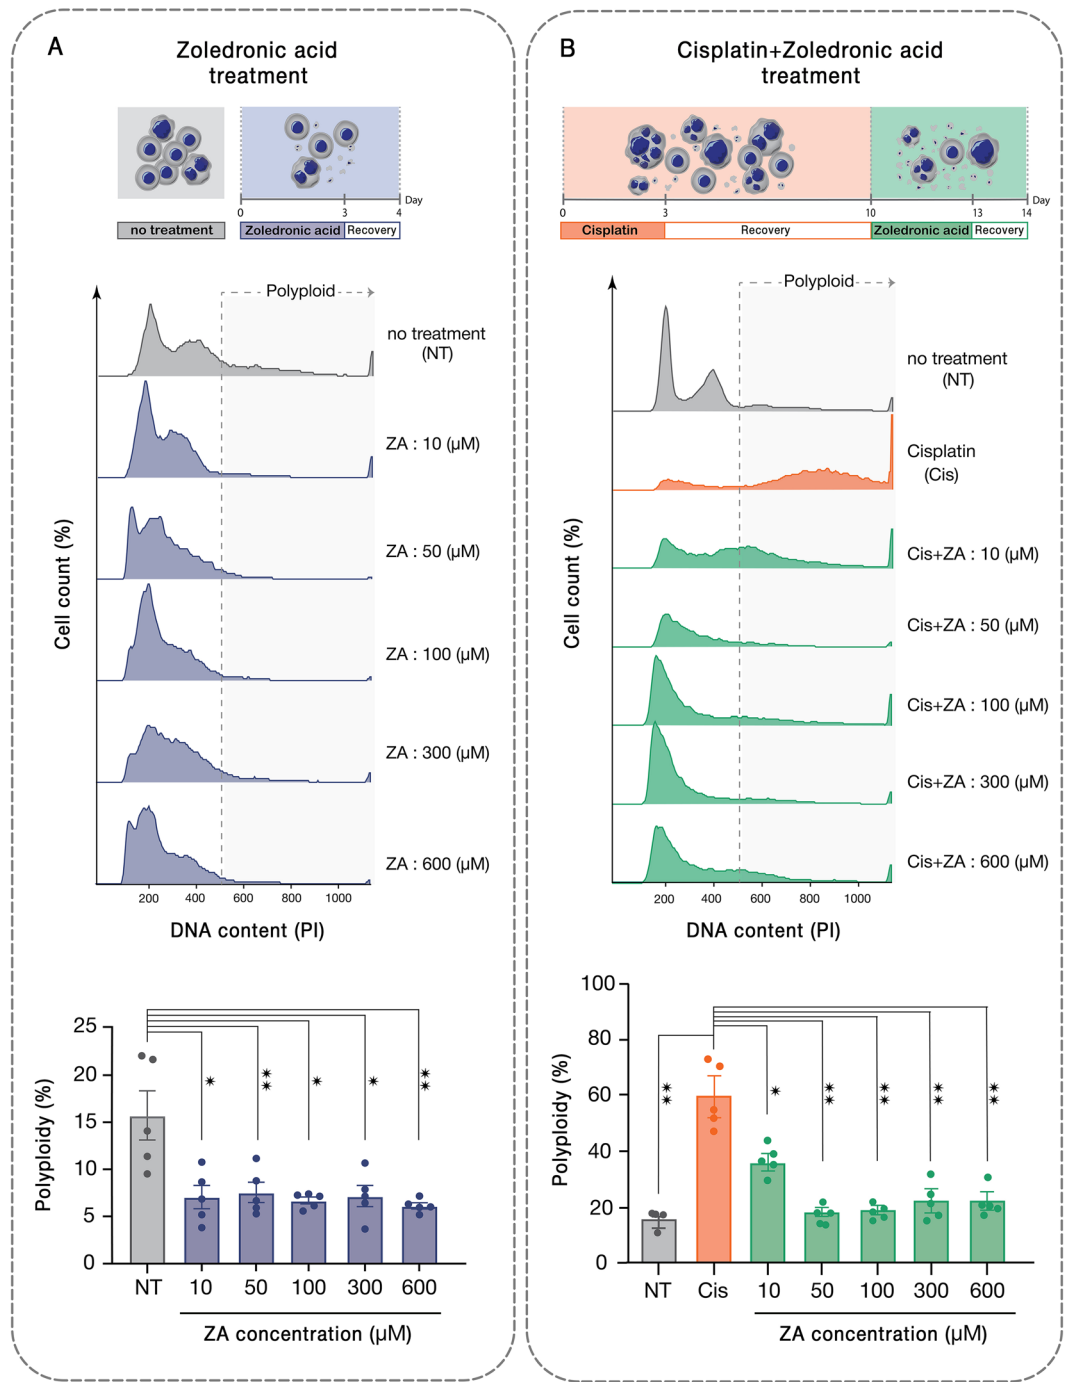 A
Zoledronic acid
treatment
0
3
4
Day
no treatment
Zoledronic acid
Recovery
Polyploid
no treatment
(NT)
ZA : 10 (µM)
ZA : 50 (µM)
ZA : 100 (µM)
ZA : 300 (µM)
ZA : 600 (µM)
Cell count (%)
200
400
600
800
1000
DNA content (PI)
25
20
15
10
5
0
Polyploidy (%)
✷
✷✷
✷
✷
✷✷
NT
10
50
100
300
600
ZA concentration (µM)
B
Cisplatin+Zoledronic acid
treatment
0
3
10
13
14
Day
Cisplatin
Recovery
Zoledronic acid
Recovery
Polyploid
no treatment
(NT)
Cisplatin
(Cis)
Cis+ZA : 10 (µM)
Cis+ZA : 50 (µM)
Cis+ZA : 100 (µM)
Cis+ZA : 300 (µM)
Cis+ZA : 600 (µM)
Cell count (%)
200
400
600
800
1000
DNA content (PI)
100
80
60
40
20
0
Polyploidy (%)
✷✷
✷
✷✷
✷✷
✷✷
✷✷
NT
Cis
10
50
100
300
600
ZA concentration (µM)